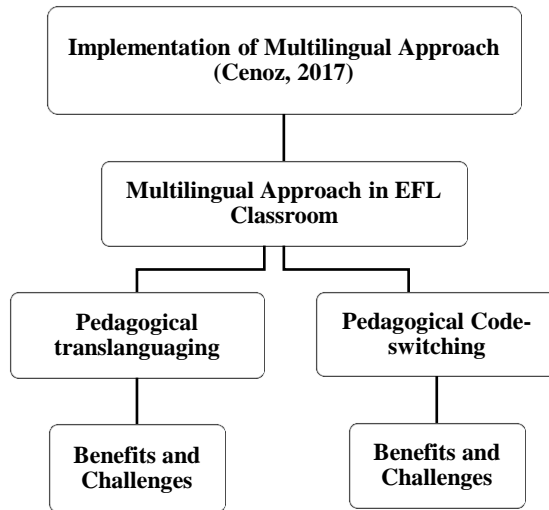 Implementation of Multilingual Approach
(Cenoz, 2017)
Multilingual Approach in EFL
Classroom
Pedagogical
translanguaging
Pedagogical Code-
switching
Benefits and
Challenges
Benefits and
Challenges